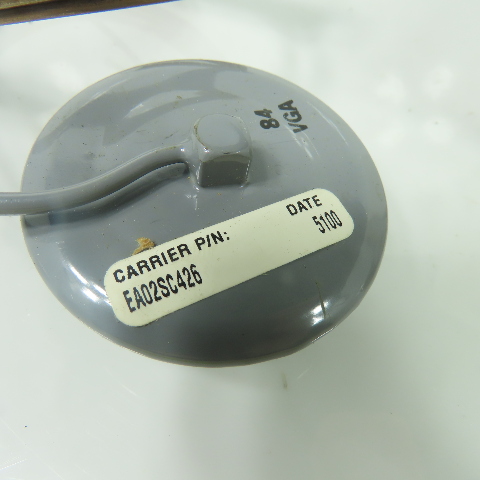 84
VGA
CARRIER P/N: DATE
EA02SC426 5100